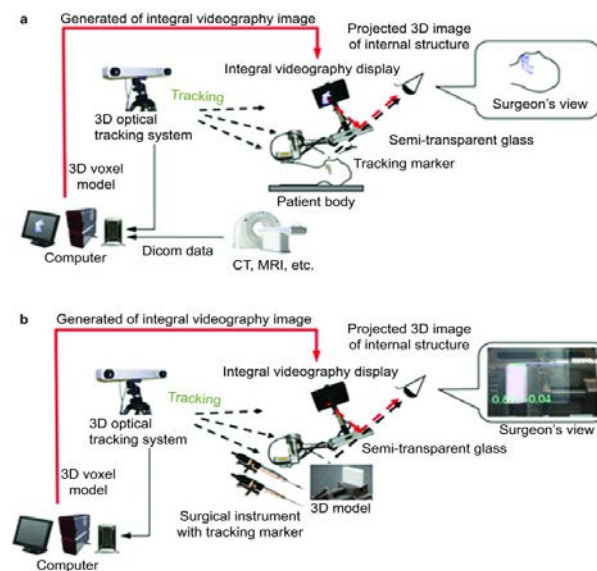 a
Generated of integral videography image
Projected 3D image
of internal structure
Integral videography display
Tracking
Surgeon's view
3D optical
tracking system
Semi-transparent glass
Tracking marker
3D voxel
model
Patient body
Dicom data
Computer
CT, MRI, etc.
b
Generated of integral videography image
Projected 3D image
of internal structure
Integral videography display
Tracking
3D optical
tracking system
Surgeon's view
Semi-transparent glass
3D voxel
model
3D model
Surgical instrument
with tracking marker
Computer